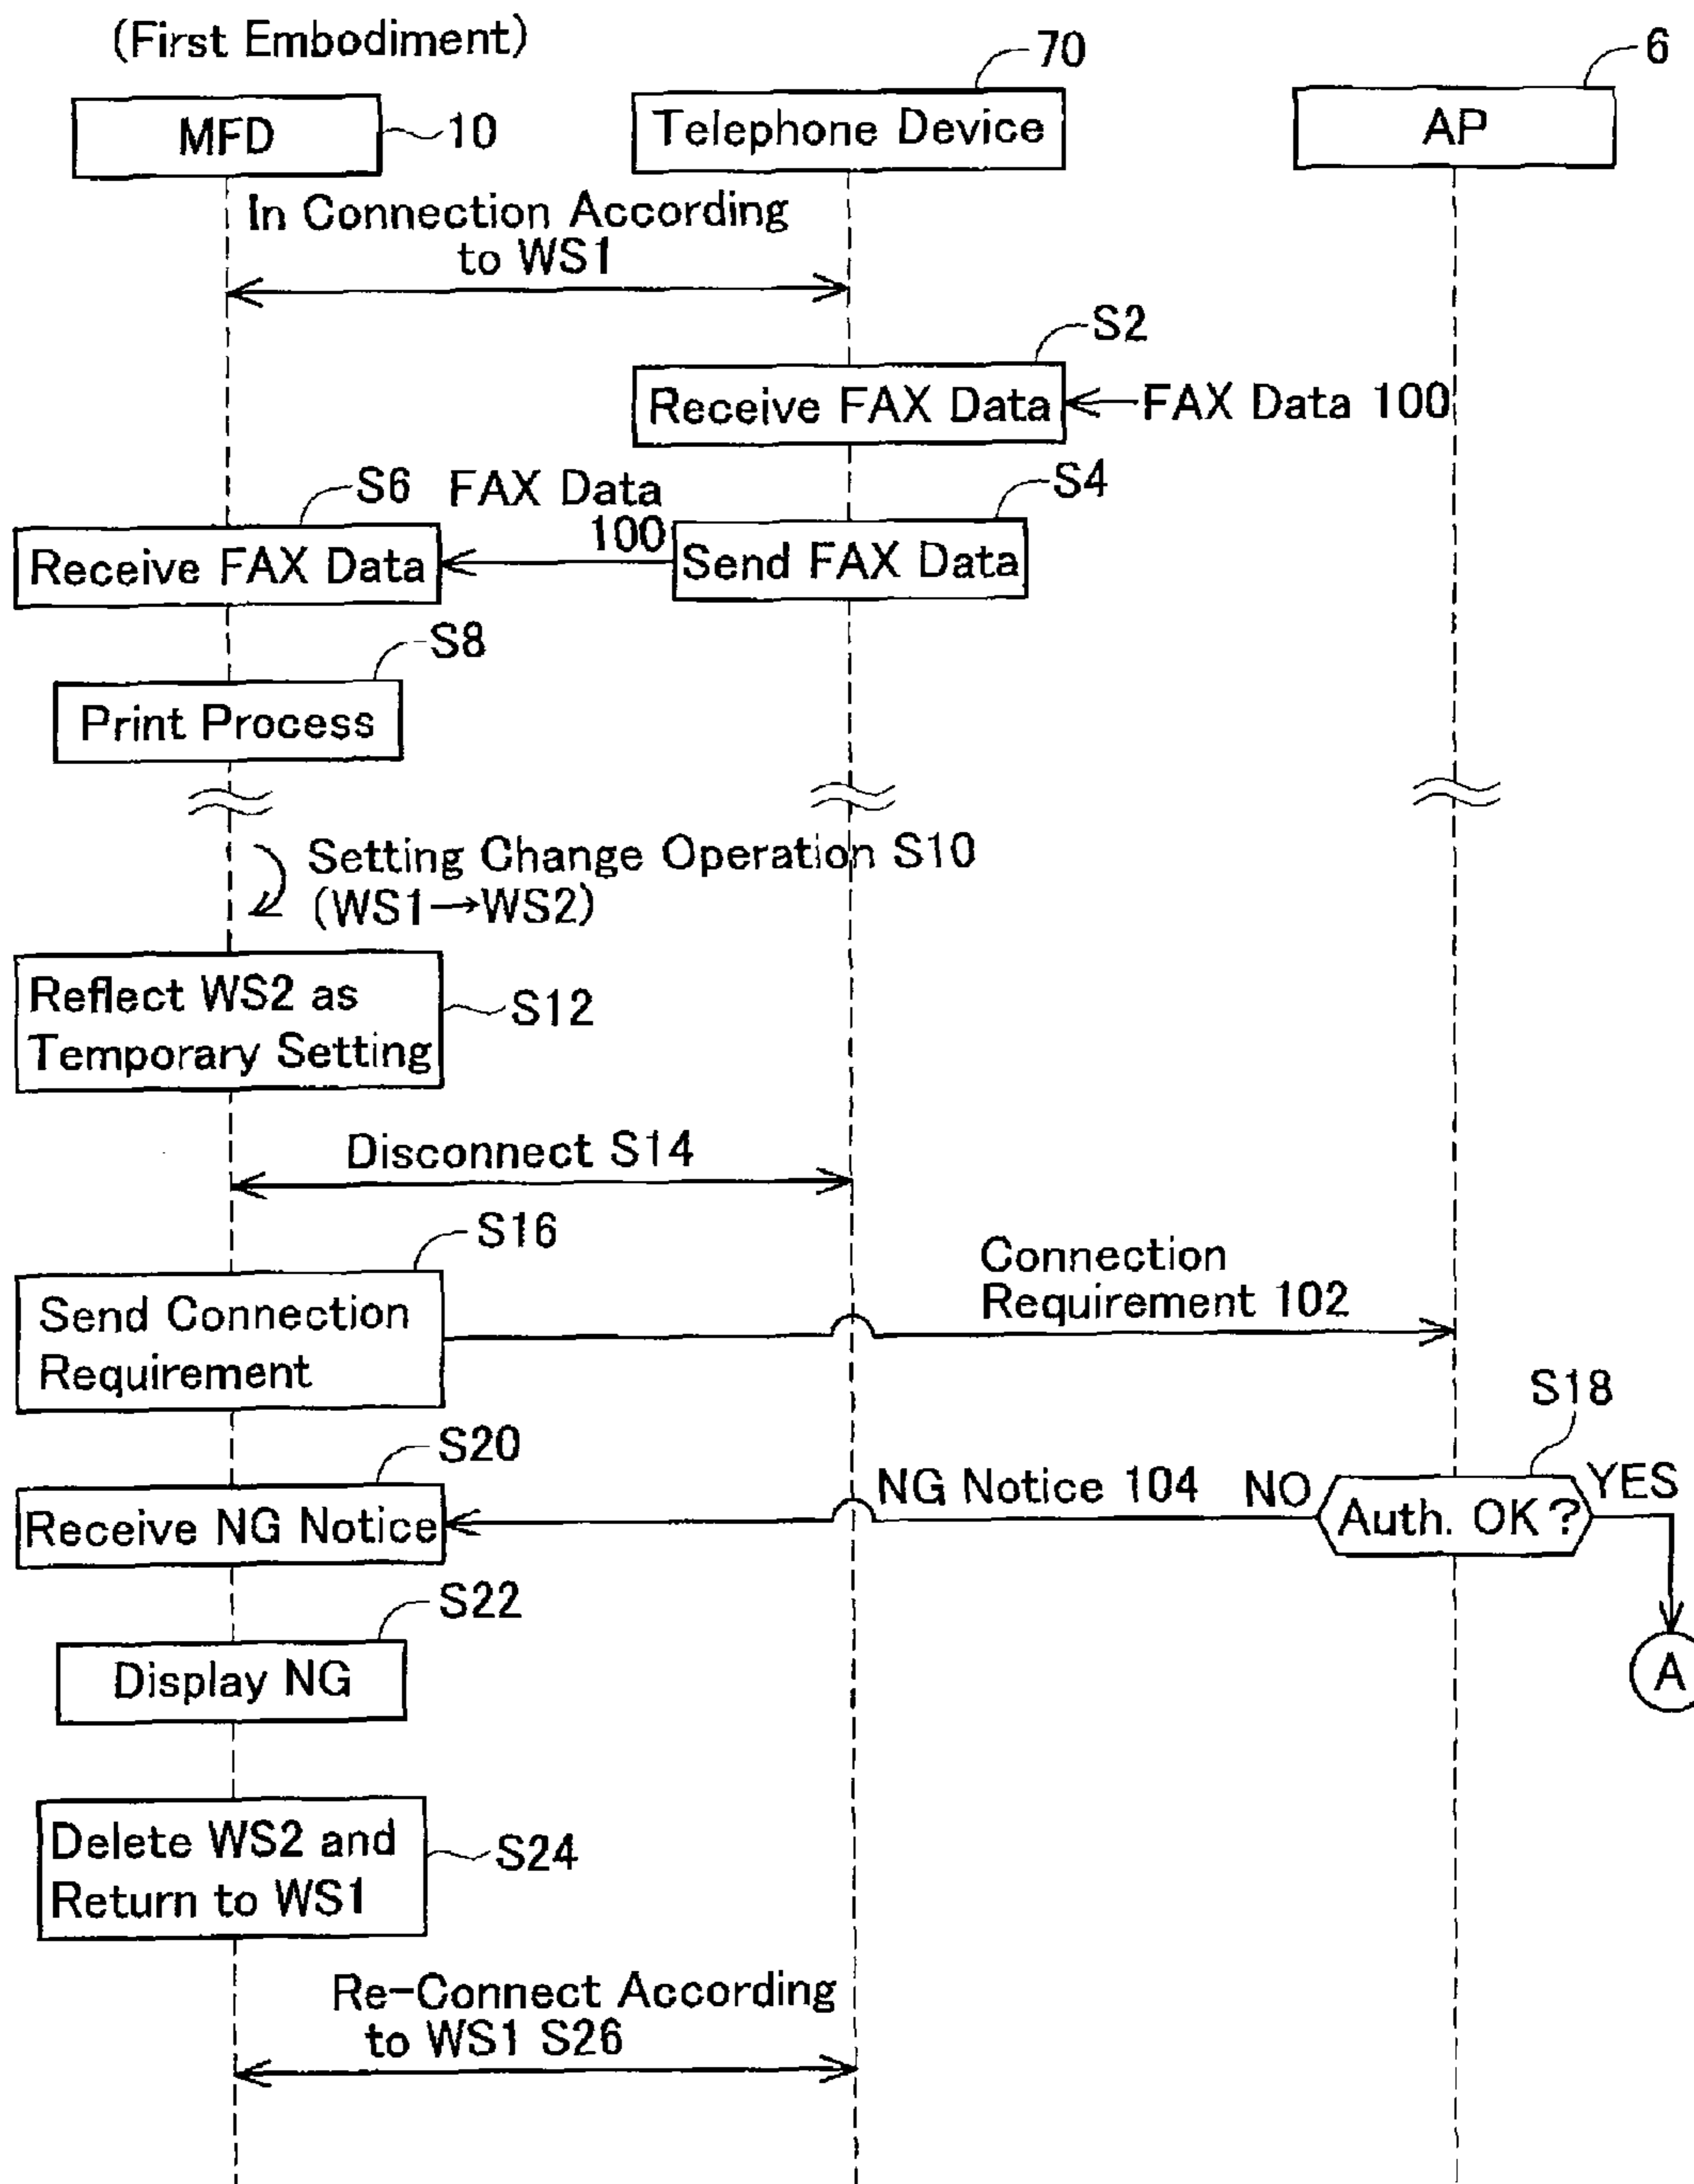 (First Embodiment)
70
6
MFD
10
Telephone Device
AP
In Connection According
to WS1
S2
Receive FAX Data
FAX Data 100
S6
FAX Data
100
S4
Receive FAX Data
Send FAX Data
S8
Print Process
Setting Change Operation S10
(WS1→WS2)
Reflect WS2 as
Temporary Setting
S12
Disconnect S14
S16
Send Connection
Requirement
Connection
Requirement 102
S18
S20
Receive NG Notice
NG Notice 104
NO
Auth. OK?
YES
S22
Display NG
A
Delete WS2 and
Return to WS1
S24
Re-Connect According
to WS1 S26